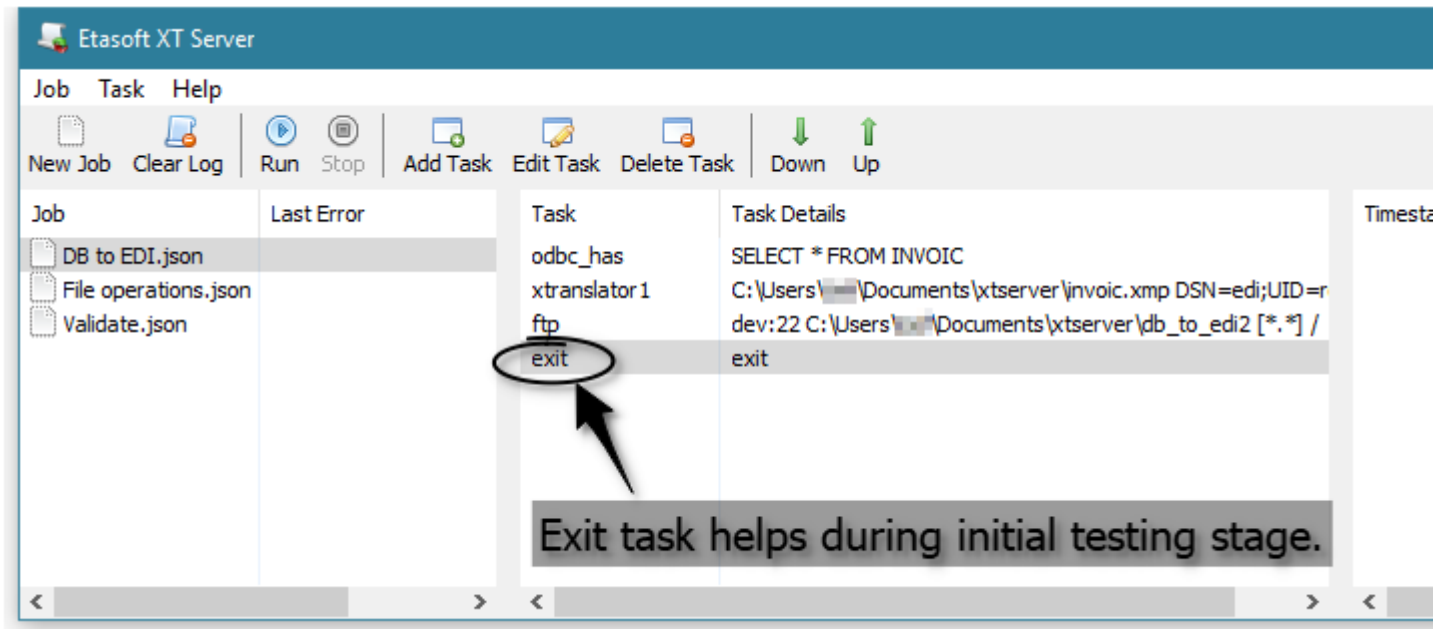 Etasoft XT Server
Job Task Help
New Job Clear Log Run Stop Add Task Edit Task Delete Task Down Up
Job Last Error Task Task Details
DB to EDI.json odbc_has SELECT * FROM INVOIC
File operations.json xtranslator1 C:\Users\ \Documents\xtserver\invoic.xmp DSN=edi;UID=r
Validate.json ftp dev:22 C:\Users\ \Documents\xtserver\db_to_edi2 [*.*] /
exit exit
Exit task helps during initial testing stage.